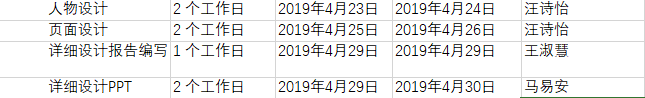 人物设计 2 个工作日 2019年4月23日 2019年4月24日 汪诗怡
页面设计 2 个工作日 2019年4月25日 2019年4月26日 汪诗怡
详细设计报告编写 1 个工作日 2019年4月29日 2019年4月29日 王淑慧
详细设计PPT 2 个工作日 2019年4月29日 2019年4月30日 马易安